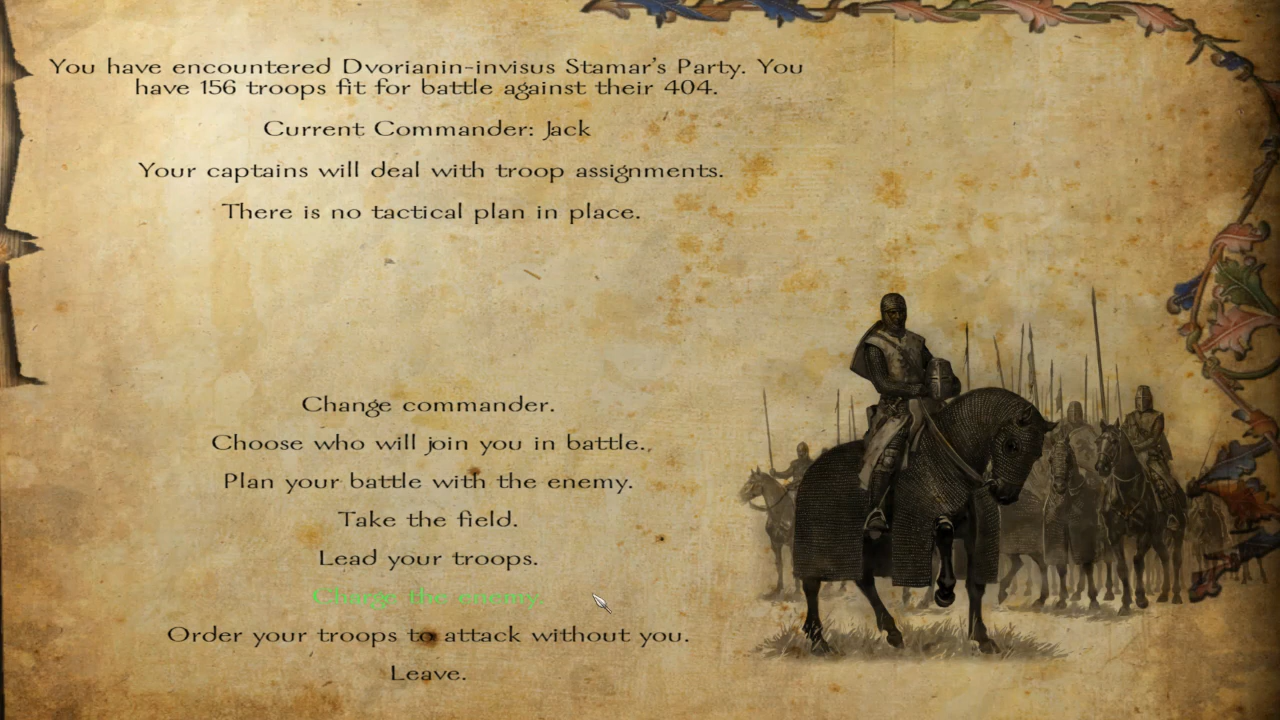 You have encountered Dvorianin-invisus Stamar's Party. You
have 156 troops fit for battle against their 404.
Current Commander: Jack
Your captains will deal with troop assignments.
There is no tactical plan in place.
Change commander.
Choose who will join you in battle..
Plan your battle with the enemy.
Take the field.
Lead your troops.
Charge the enemy.
Order your troops to attack without you.
Leave.